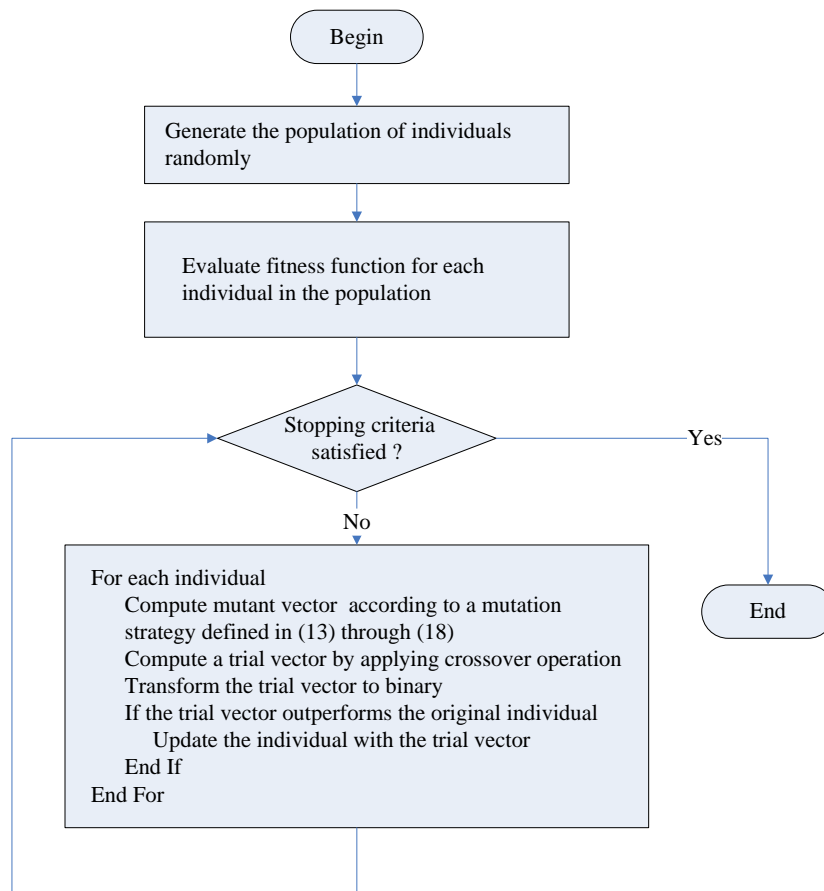 Begin
Generate the population of individuals
randomly
Evaluate fitness function for each
individual in the population
Stopping criteria
satisfied ?
Yes
No
For each individual
Compute mutant vector according to a mutation
strategy defined in (13) through (18)
Compute a trial vector by applying crossover operation
Transform the trial vector to binary
If the trial vector outperforms the original individual
Update the individual with the trial vector
End If
End For
End